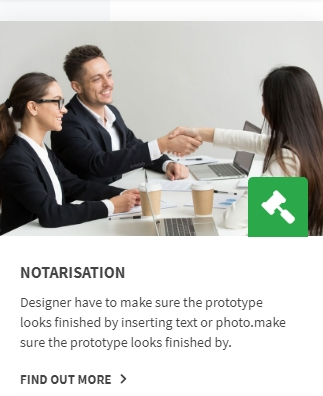 NOTARISATION
Designer have to make sure the prototype
looks finished by inserting text or photo.make
sure the prototype looks finished by.
FIND OUT MORE